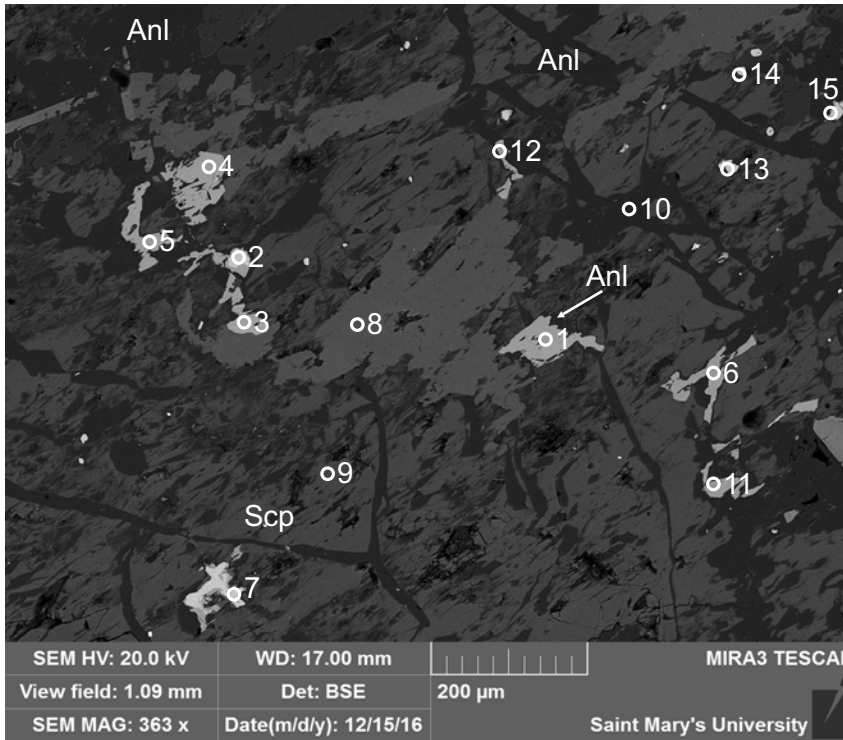 Anl
Anl
14
15
12
4
13
10
5
2
Anl
3
8
1
6
9
11
Scp
7
SEM HV: 20.0 kV
WD: 17.00 mm
MIRA3 TESCA
View field: 1.09 mm
Det: BSE
200 µm
SEM MAG: 363 x
Date(m/d/y): 12/15/16
Saint Mary's University